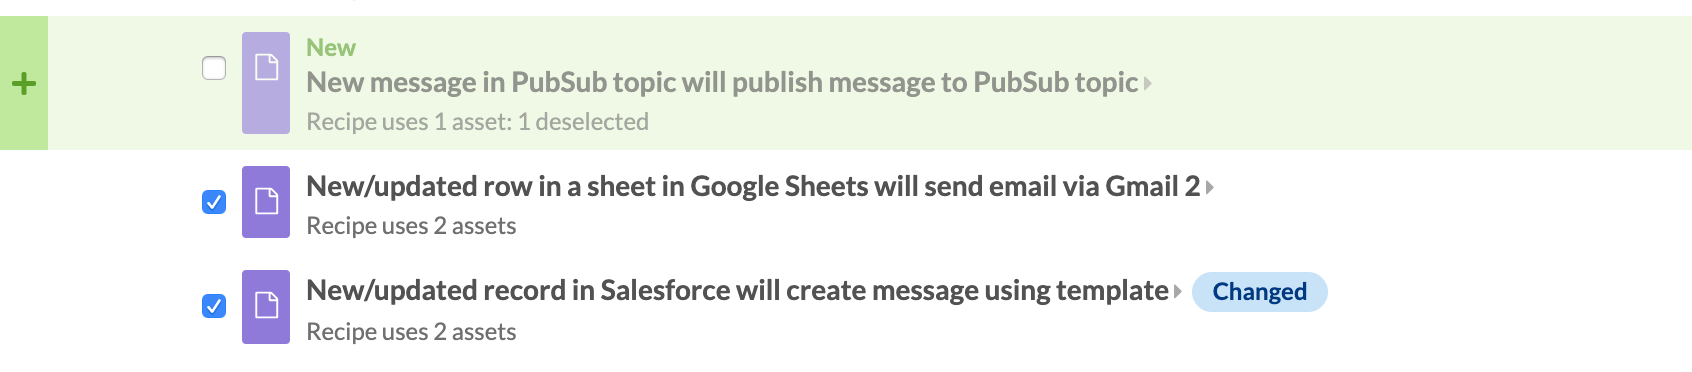 New
New message in PubSub topic will publish message to PubSub topic
Recipe uses 1 asset: 1 deselected
New/updated row in a sheet in Google Sheets will send email via Gmail 2
Recipe uses 2 assets
New/updated record in Salesforce will create message using template Changed
Recipe uses 2 assets